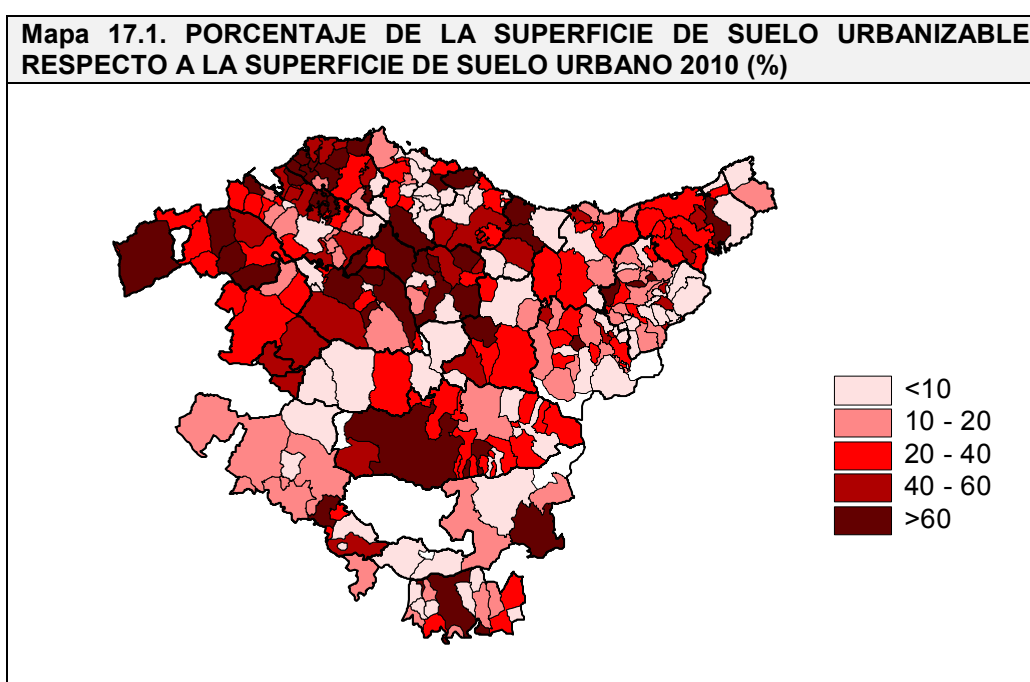 Mapa 17.1. PORCENTAJE DE LA SUPERFICIE DE SUELO URBANIZABLE
RESPECTO A LA SUPERFICIE DE SUELO URBANO 2010 (%)
<10
10 - 20
20 - 40
40 - 60
>60